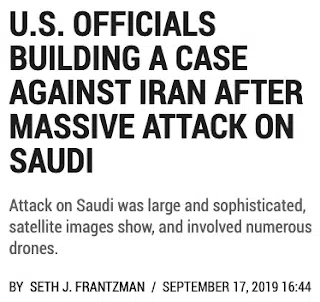 U.S. OFFICIALS
BUILDING A CASE
AGAINST IRAN AFTER
MASSIVE ATTACK ON
SAUDI
Attack on Saudi was large and sophisticated,
satellite images show, and involved numerous
drones.
BY SETH J. FRANTZMAN / SEPTEMBER 17, 2019 16:44